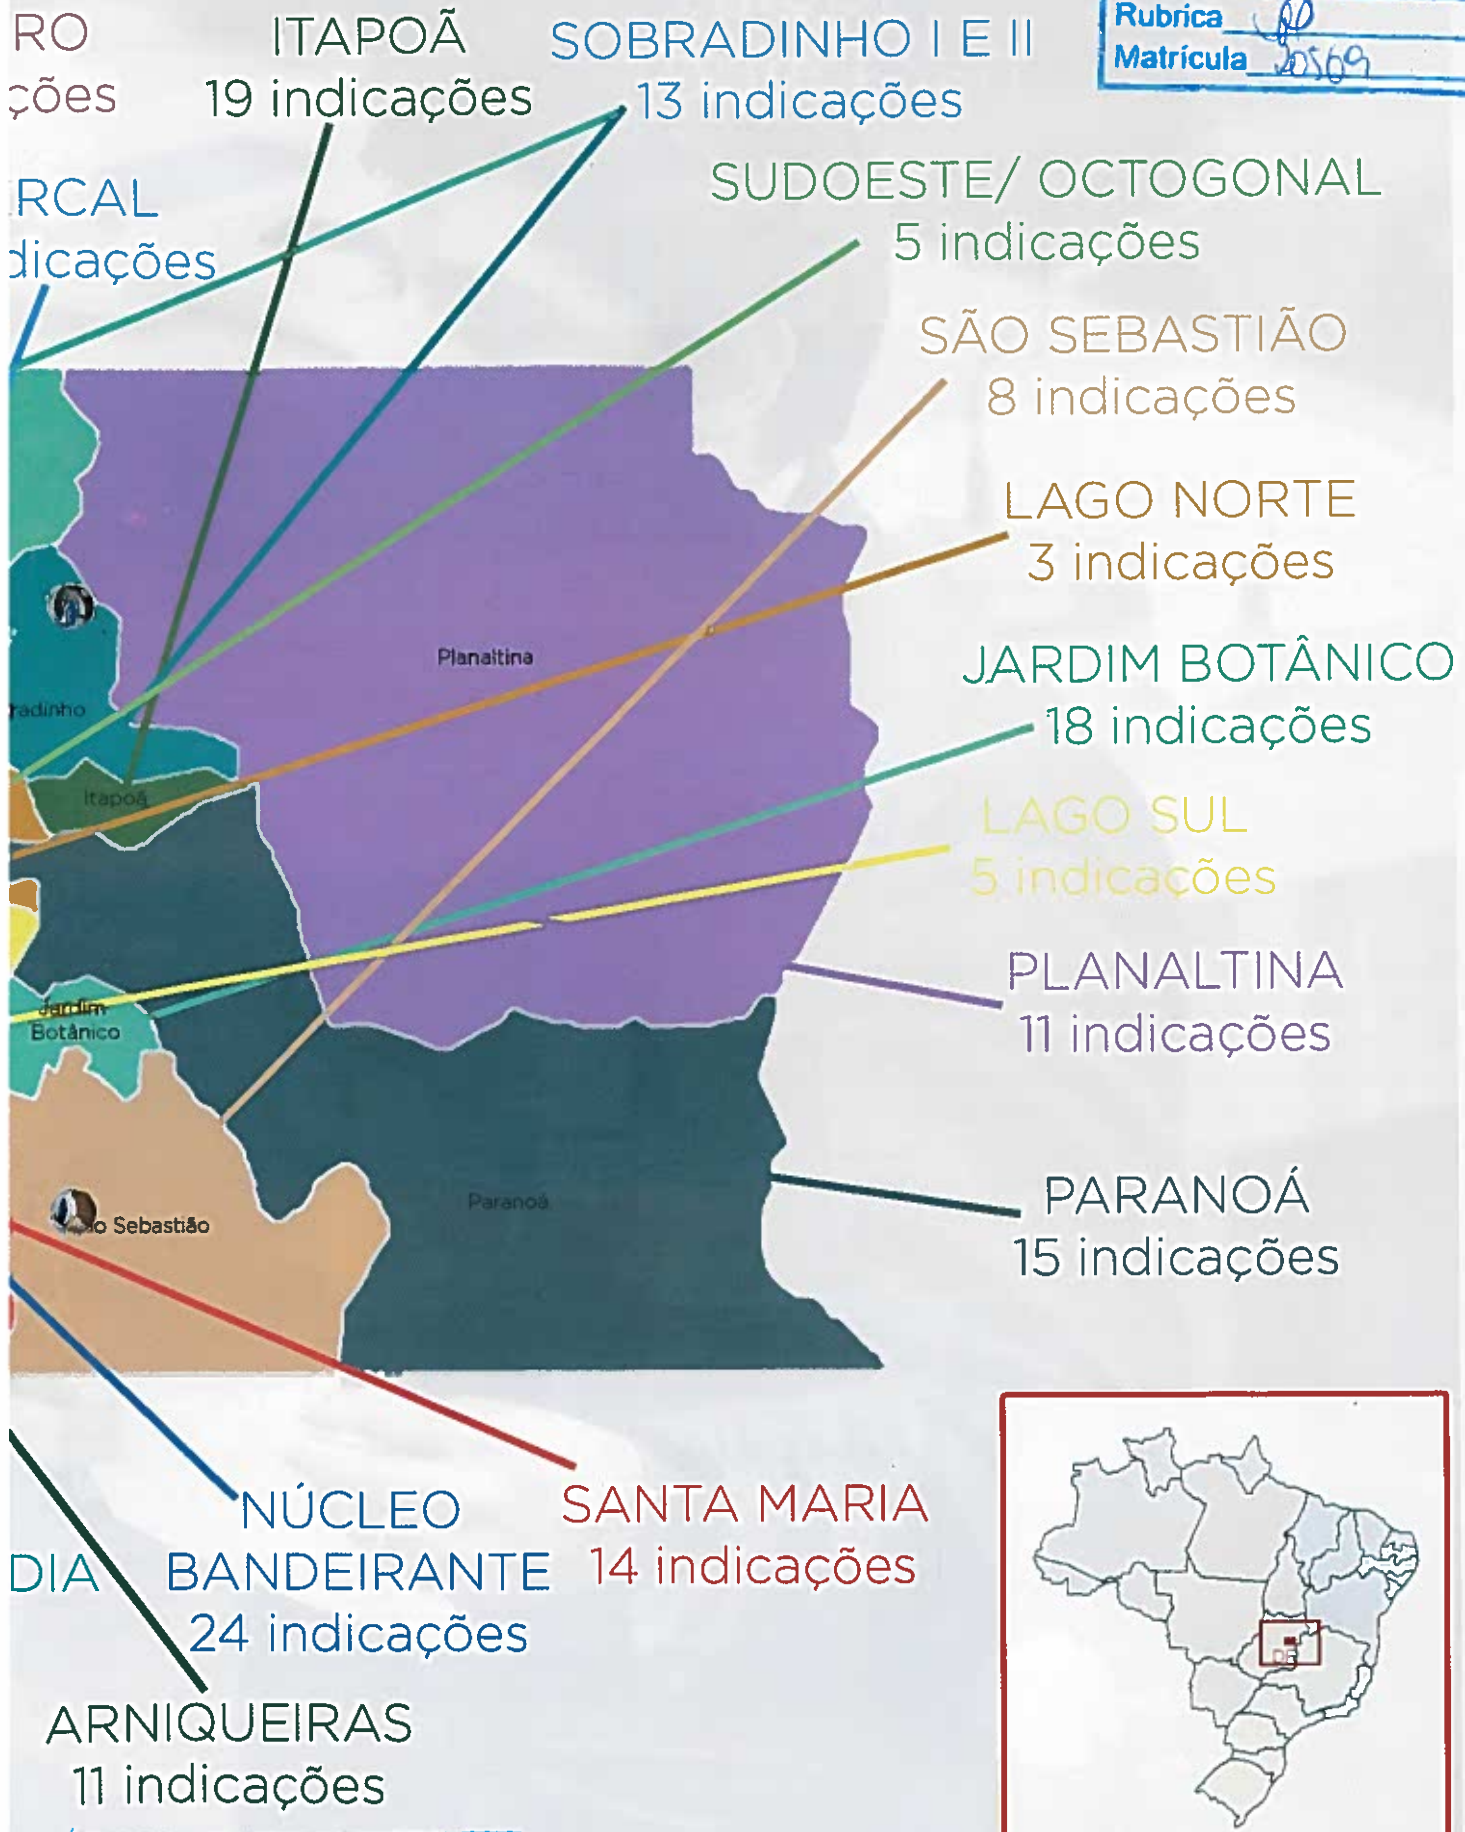 Rubrica
Matrícula 20569
RO
ções
ITAPOÃ
19 indicações
SOBRADINHO I E II
13 indicações
RCAL
dicações
SUDOESTE/ OCTOGONAL
5 indicações
SÃO SEBASTIÃO
8 indicações
LAGO NORTE
3 indicações
Planaltina
JARDIM BOTÂNICO
18 indicações
radinho
Itapoã
LAGO SUL
5 indicações
PLANALTINA
11 indicações
Jardim
Botânico
PARANOÁ
15 indicações
Paranoá
o Sebastião
NÚCLEO
BANDEIRANTE
24 indicações
SANTA MARIA
14 indicações
DIA
DF
ARNIQUEIRAS
11 indicações